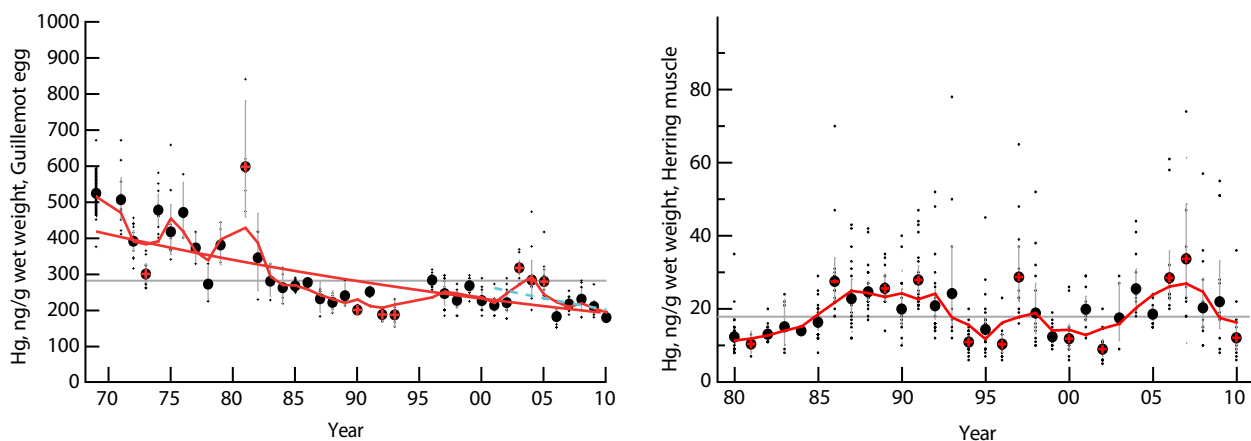 Hg, ng/g wet weight, Guillemot egg
1000
900
800
700
600
500
400
300
200
100
0
70 75 80 85 90 95 00 05 10
Year
Hg, ng/g wet weight, Herring muscle
80
60
40
20
0
80 85 90 95 00 05 10
Year